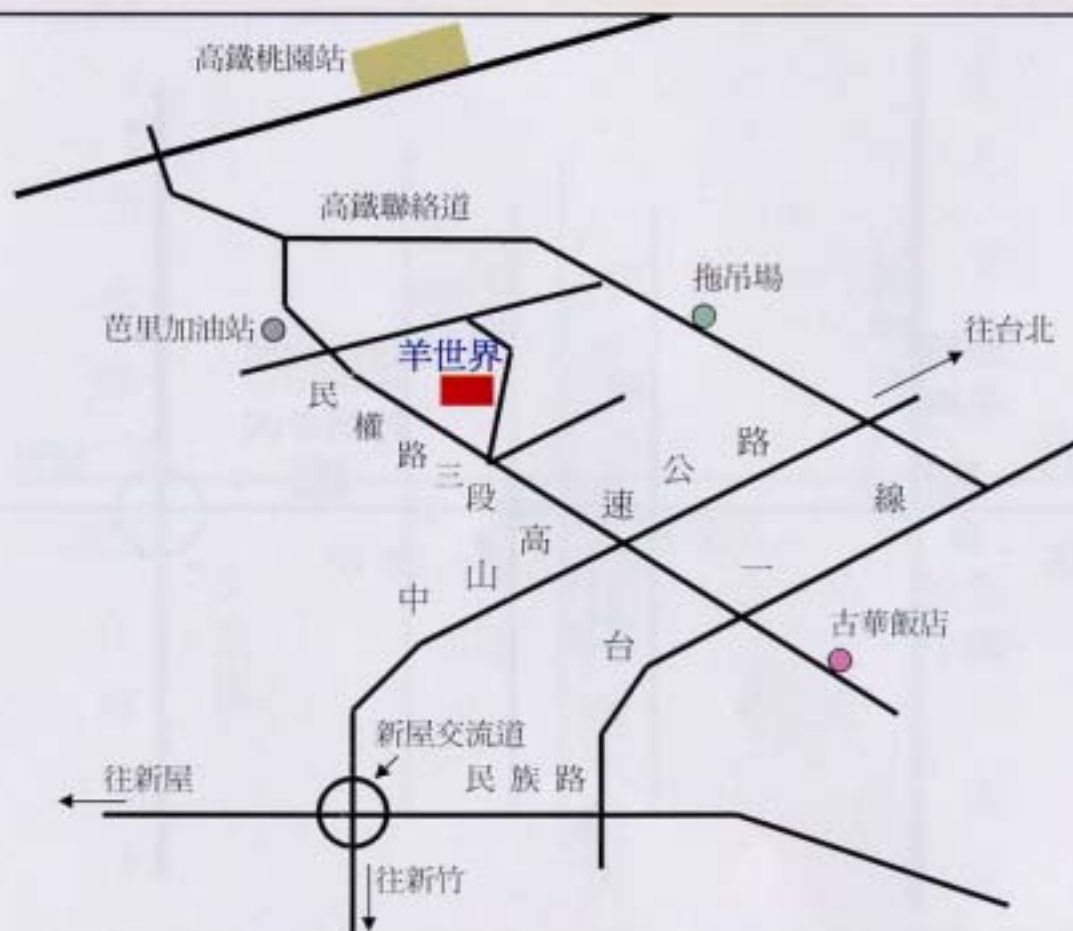 高鐵桃園站
高鐵聯絡道
拖吊場
芭里加油站
往台北
羊世界
民權路三段
中山高速公路
台一線
古華飯店
新屋交流道
往新屋
民族路
往新竹